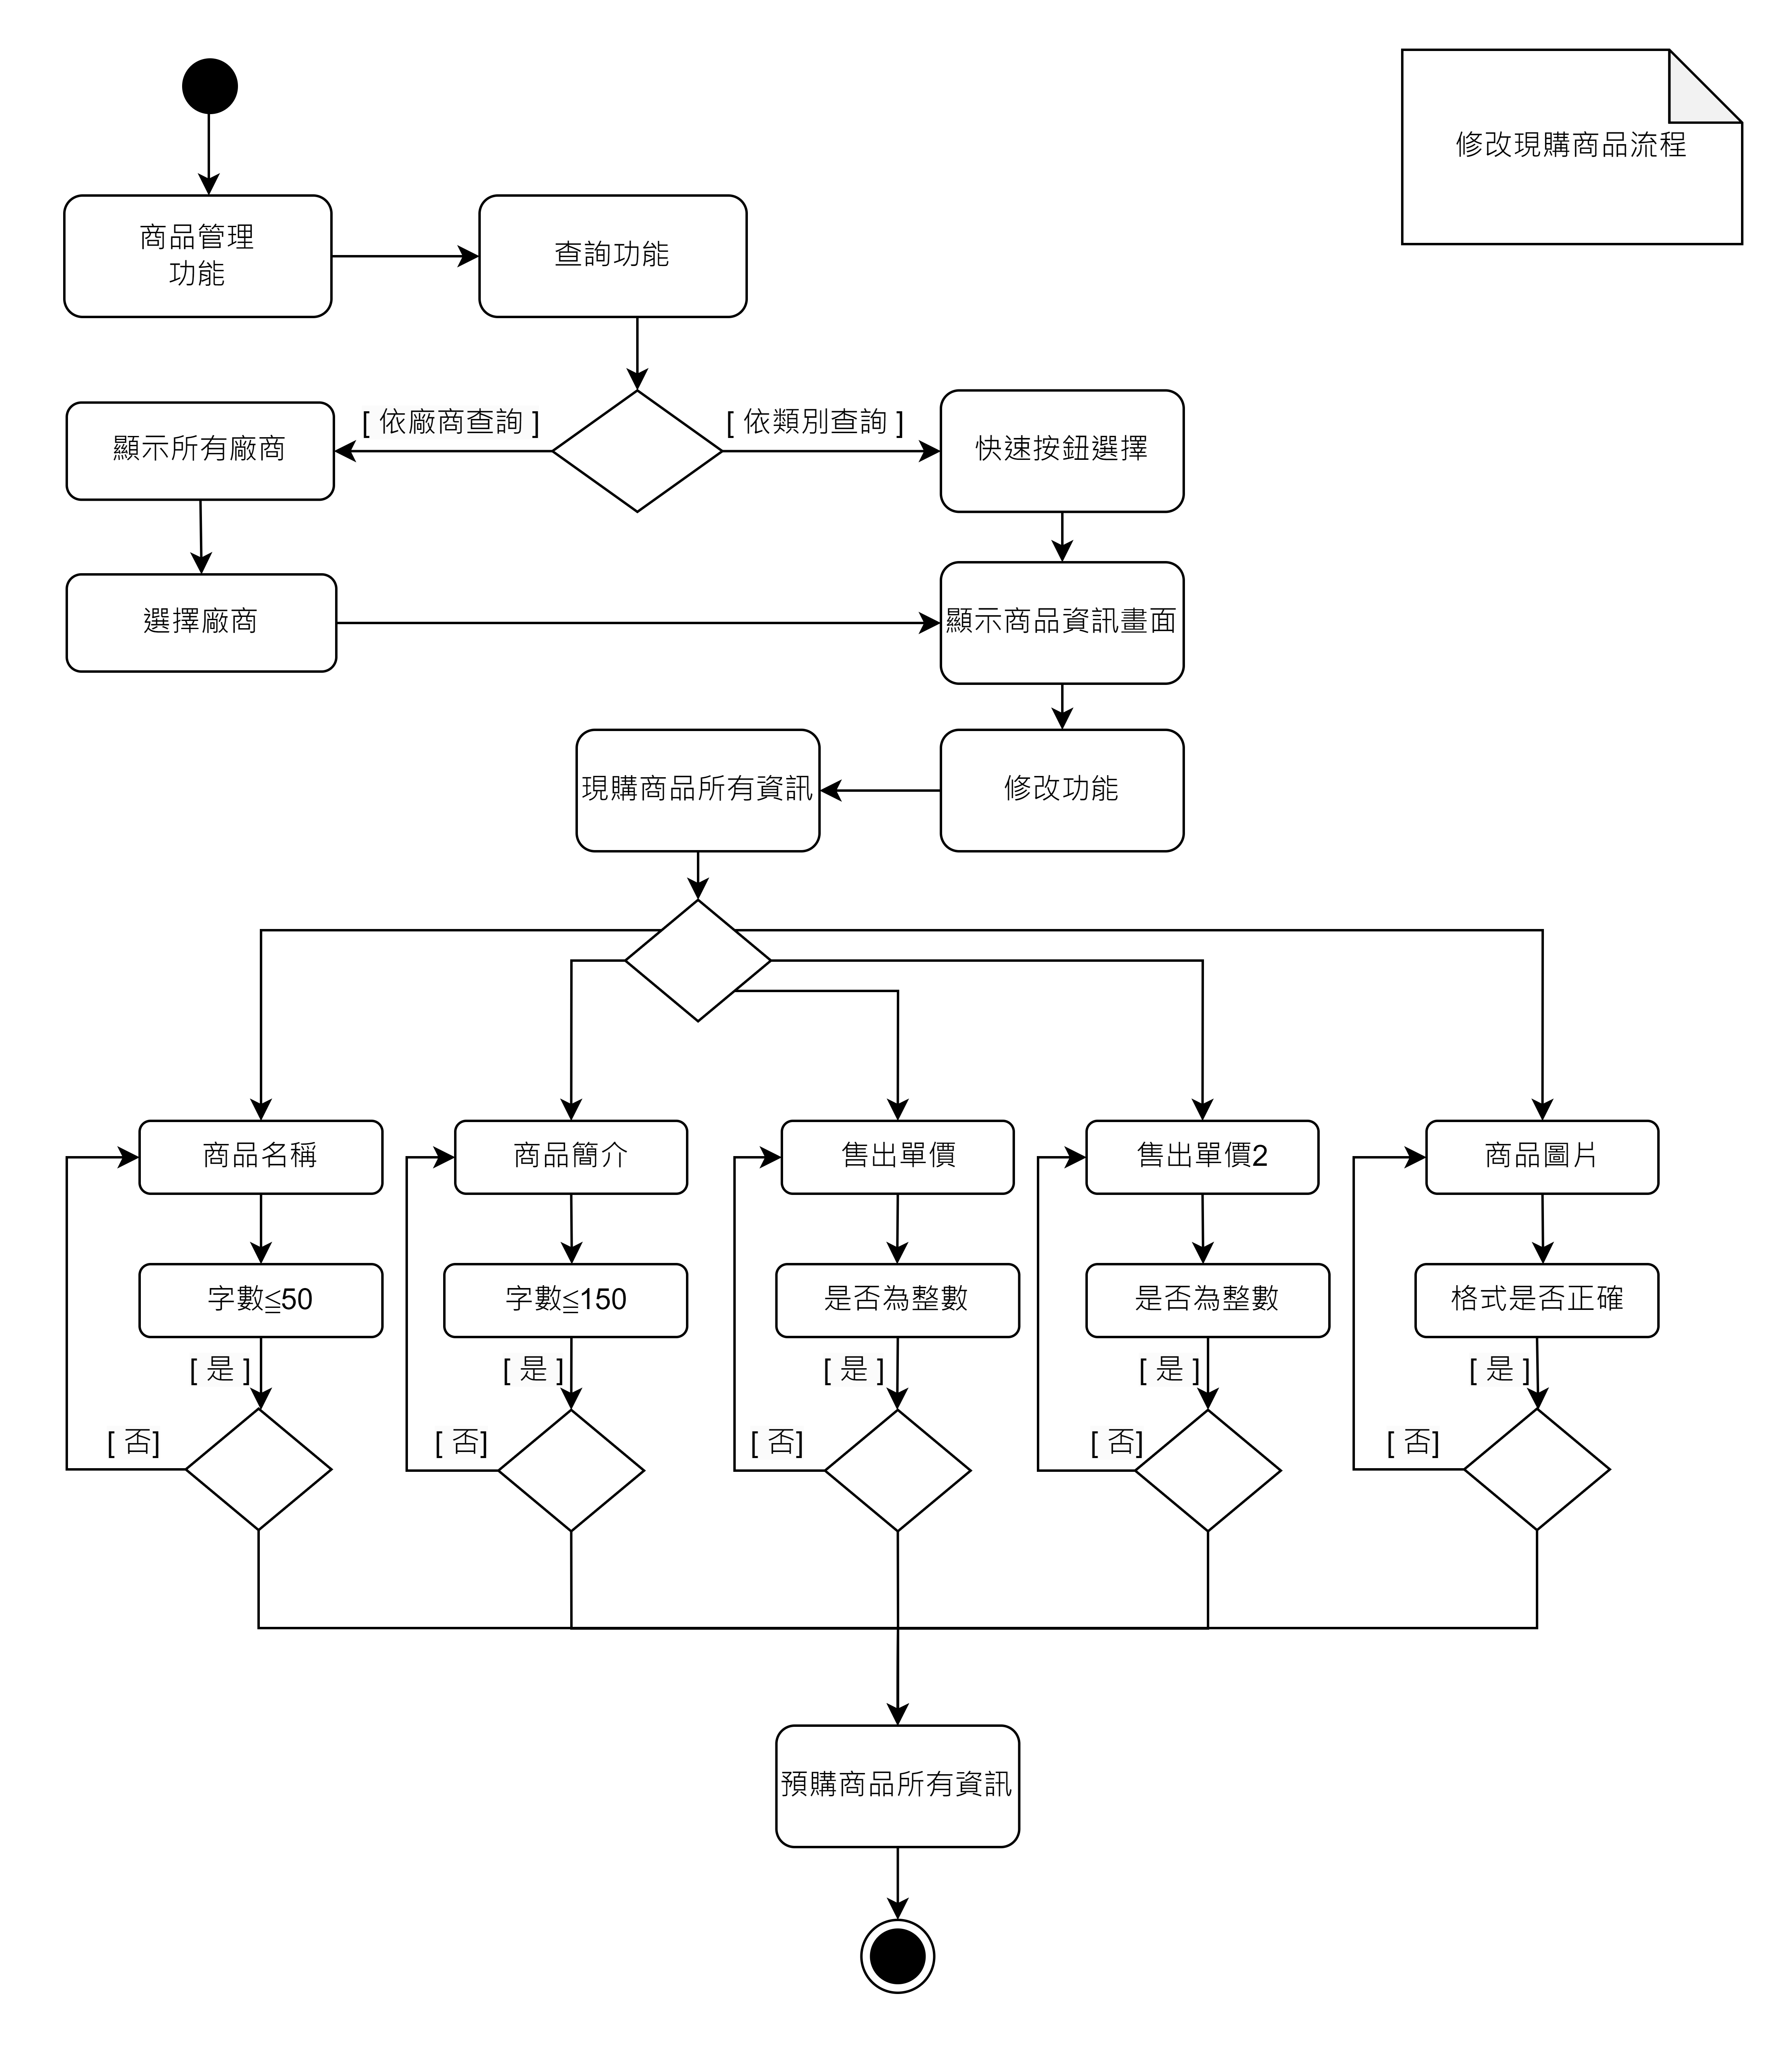 修改現購商品流程
商品管理
功能
查詢功能
[ 依廠商查詢 ]
[ 依類別查詢 ]
顯示所有廠商
快速按鈕選擇
選擇廠商
顯示商品資訊畫面
現購商品所有資訊
修改功能
商品名稱
商品簡介
售出單價
售出單價2
商品圖片
字數≦50
字數≦150
是否為整數
是否為整數
格式是否正確
[ 是 ]
[ 是 ]
[ 是 ]
[ 是 ]
[ 是 ]
[ 否]
[ 否]
[ 否]
[ 否]
[ 否]
預購商品所有資訊